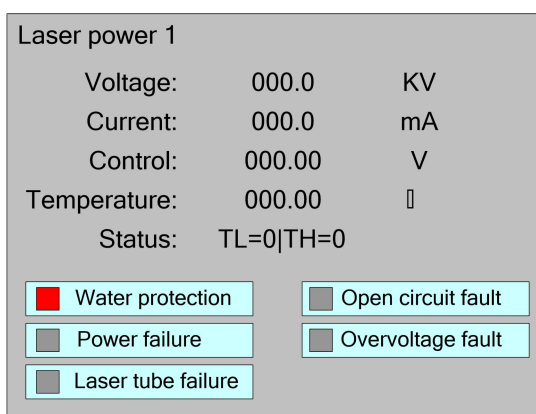 Laser power 1
Voltage: 000.0 KV
Current: 000.0 mA
Control: 000.00 V
Temperature: 000.00
Status: TL=0|TH=0
Water protection Open circuit fault
Power failure Overvoltage fault
Laser tube failure